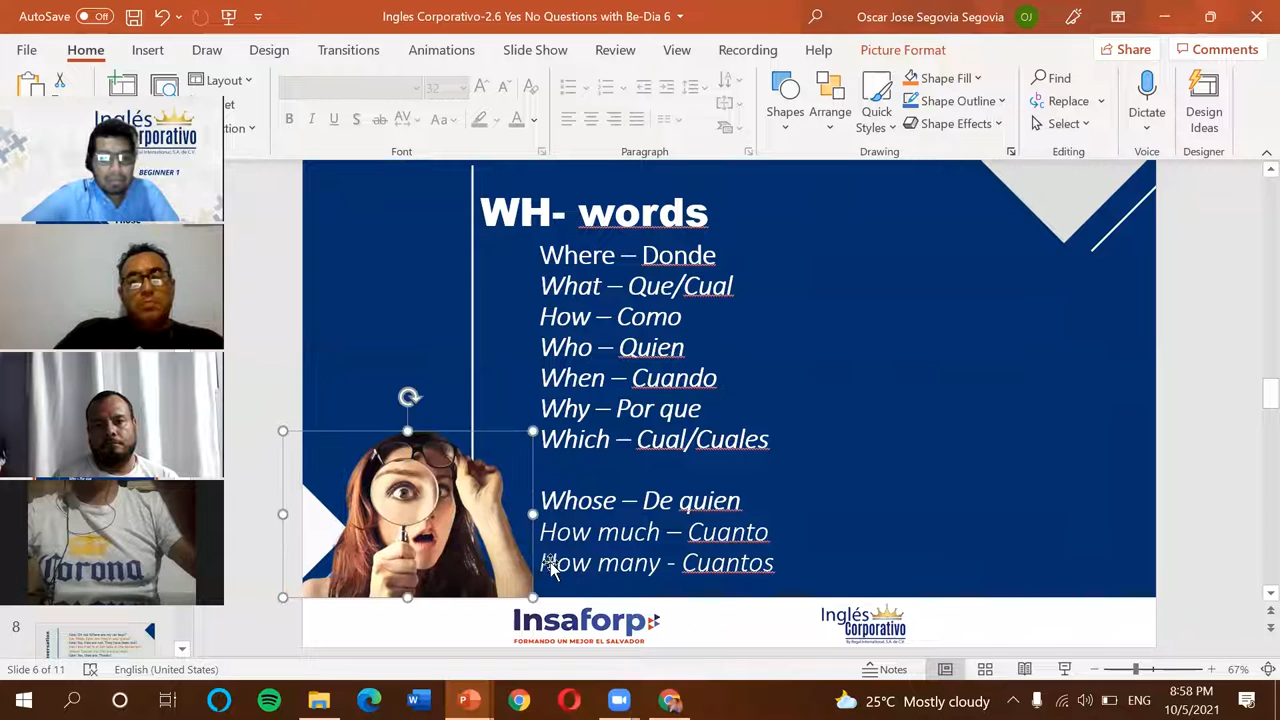 AutoSave Off
Ingles Corporativo-2.6 Yes No Questions with Be-Dia 6
Oscar Jose Segovia Segovia OJ
File Home Insert Draw Design Transitions Animations Slide Show Review View Recording Help Picture Format Share Comments
Layout
Shapes Arrange Quick Styles
Shape Fill
Shape Outline
Shape Effects
Find
Replace
Select
Dictate
Design Ideas
Font Paragraph Drawing Editing Voice Designer
Inglés
Corporativo
BEGINNER 1
WH- words
Where – Donde
What – Que/Cual
How – Como
Who – Quien
When – Cuando
Why – Por que
Which – Cual/Cuales
Whose – De quien
How much – Cuanto
How many - Cuantos
Corona
Insaforp
FORMANDO UN MEJOR EL SALVADOR
Inglés
Corporativo
8
Slide 6 of 11 English (United States) Notes 67%
25°C Mostly cloudy ENG 8:58 PM
10/5/2021